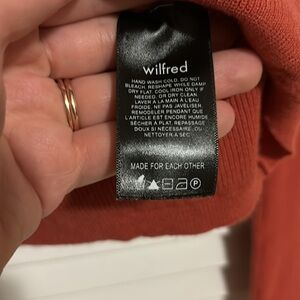 wilfred
HAND WASH COLD. DO NOT
BLEACH. RESHAPE WHILE DAMP.
DRY FLAT. COOL IRON ONLY IF
NEEDED. OR DRY CLEAN.
LAVER À LA MAIN À L'EAU
FROIDE. NE PAS JAVELISER.
REMODELER PENDANT QUE
L'ARTICLE EST ENCORE HUMIDE.
SÉCHER À PLAT. REPASSAGE
DOUX SI NÉCESSAIRE. OU
NETTOYER À SEC.
MADE FOR EACH OTHER
P